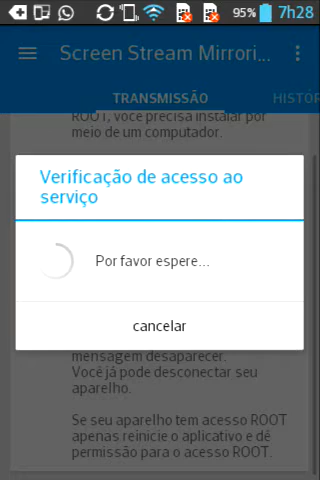 95% 7h28
Screen Stream Mirrori...
TRANSMISSÃO HISTÓR
ROOT, você precisa instalar por
meio de um computador.
Verificação de acesso ao
serviço
Por favor espere...
cancelar
mensagem desaparecer.
Você já pode desconectar seu
aparelho.
Se seu aparelho tem acesso ROOT
apenas reinicie o aplicativo e dê
permissão para o acesso ROOT.